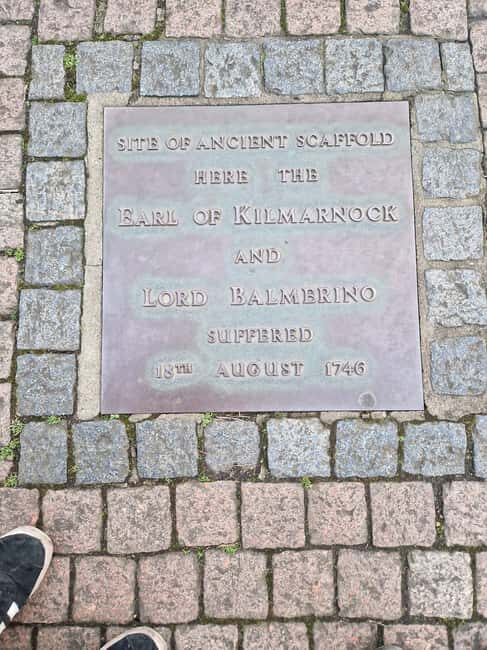 SITE OF ANCIENT SCAFFOLD
HERE THE
EARL OF KILMARNOCK
AND
LORD BALMERINO
SUFFERED
18TH AUGUST 1746